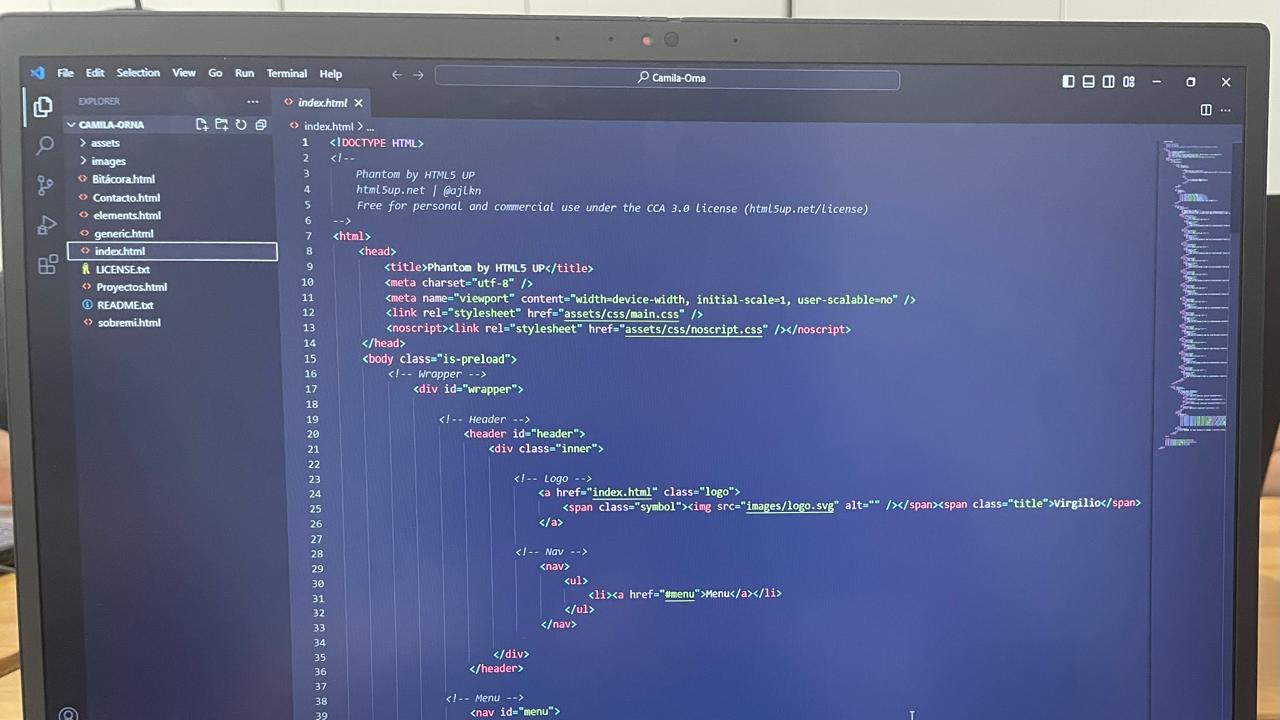 File Edit Selection View Go Run Terminal Help
Camila-Orna
EXPLORER
CAMILA-ORNA
assets
images
Bitácora.html
Contacto.html
elements.html
generic.html
index.html
LICENSE.txt
Proyectos.html
README.txt
sobremi.html
index.html
index.html > ...
1 <!DOCTYPE HTML>
2 <!--
3 Phantom by HTML5 UP
4 html5up.net | @ajlkn
5 Free for personal and commercial use under the CCA 3.0 license (html5up.net/license)
6 -->
7 <html>
8 <head>
9 <title>Phantom by HTML5 UP</title>
10 <meta charset="utf-8" />
11 <meta name="viewport" content="width=device-width, initial-scale=1, user-scalable=no" />
12 <link rel="stylesheet" href="assets/css/main.css" />
13 <noscript><link rel="stylesheet" href="assets/css/noscript.css" /></noscript>
14 </head>
15 <body class="is-preload">
16 <!-- Wrapper -->
17 <div id="wrapper">
18
19 <!-- Header -->
20 <header id="header">
21 <div class="inner">
22
23 <!-- Logo -->
24 <a href="index.html" class="logo">
25 <span class="symbol"><img src="images/logo.svg" alt="" /></span><span class="title">Virgilio</span>
26 </a>
27
28 <!-- Nav -->
29 <nav>
30 <ul>
31 <li><a href="#menu">Menu</a></li>
32 </ul>
33 </nav>
34
35 </div>
36 </header>
37
38 <!-- Menu -->
39 <nav id="menu">